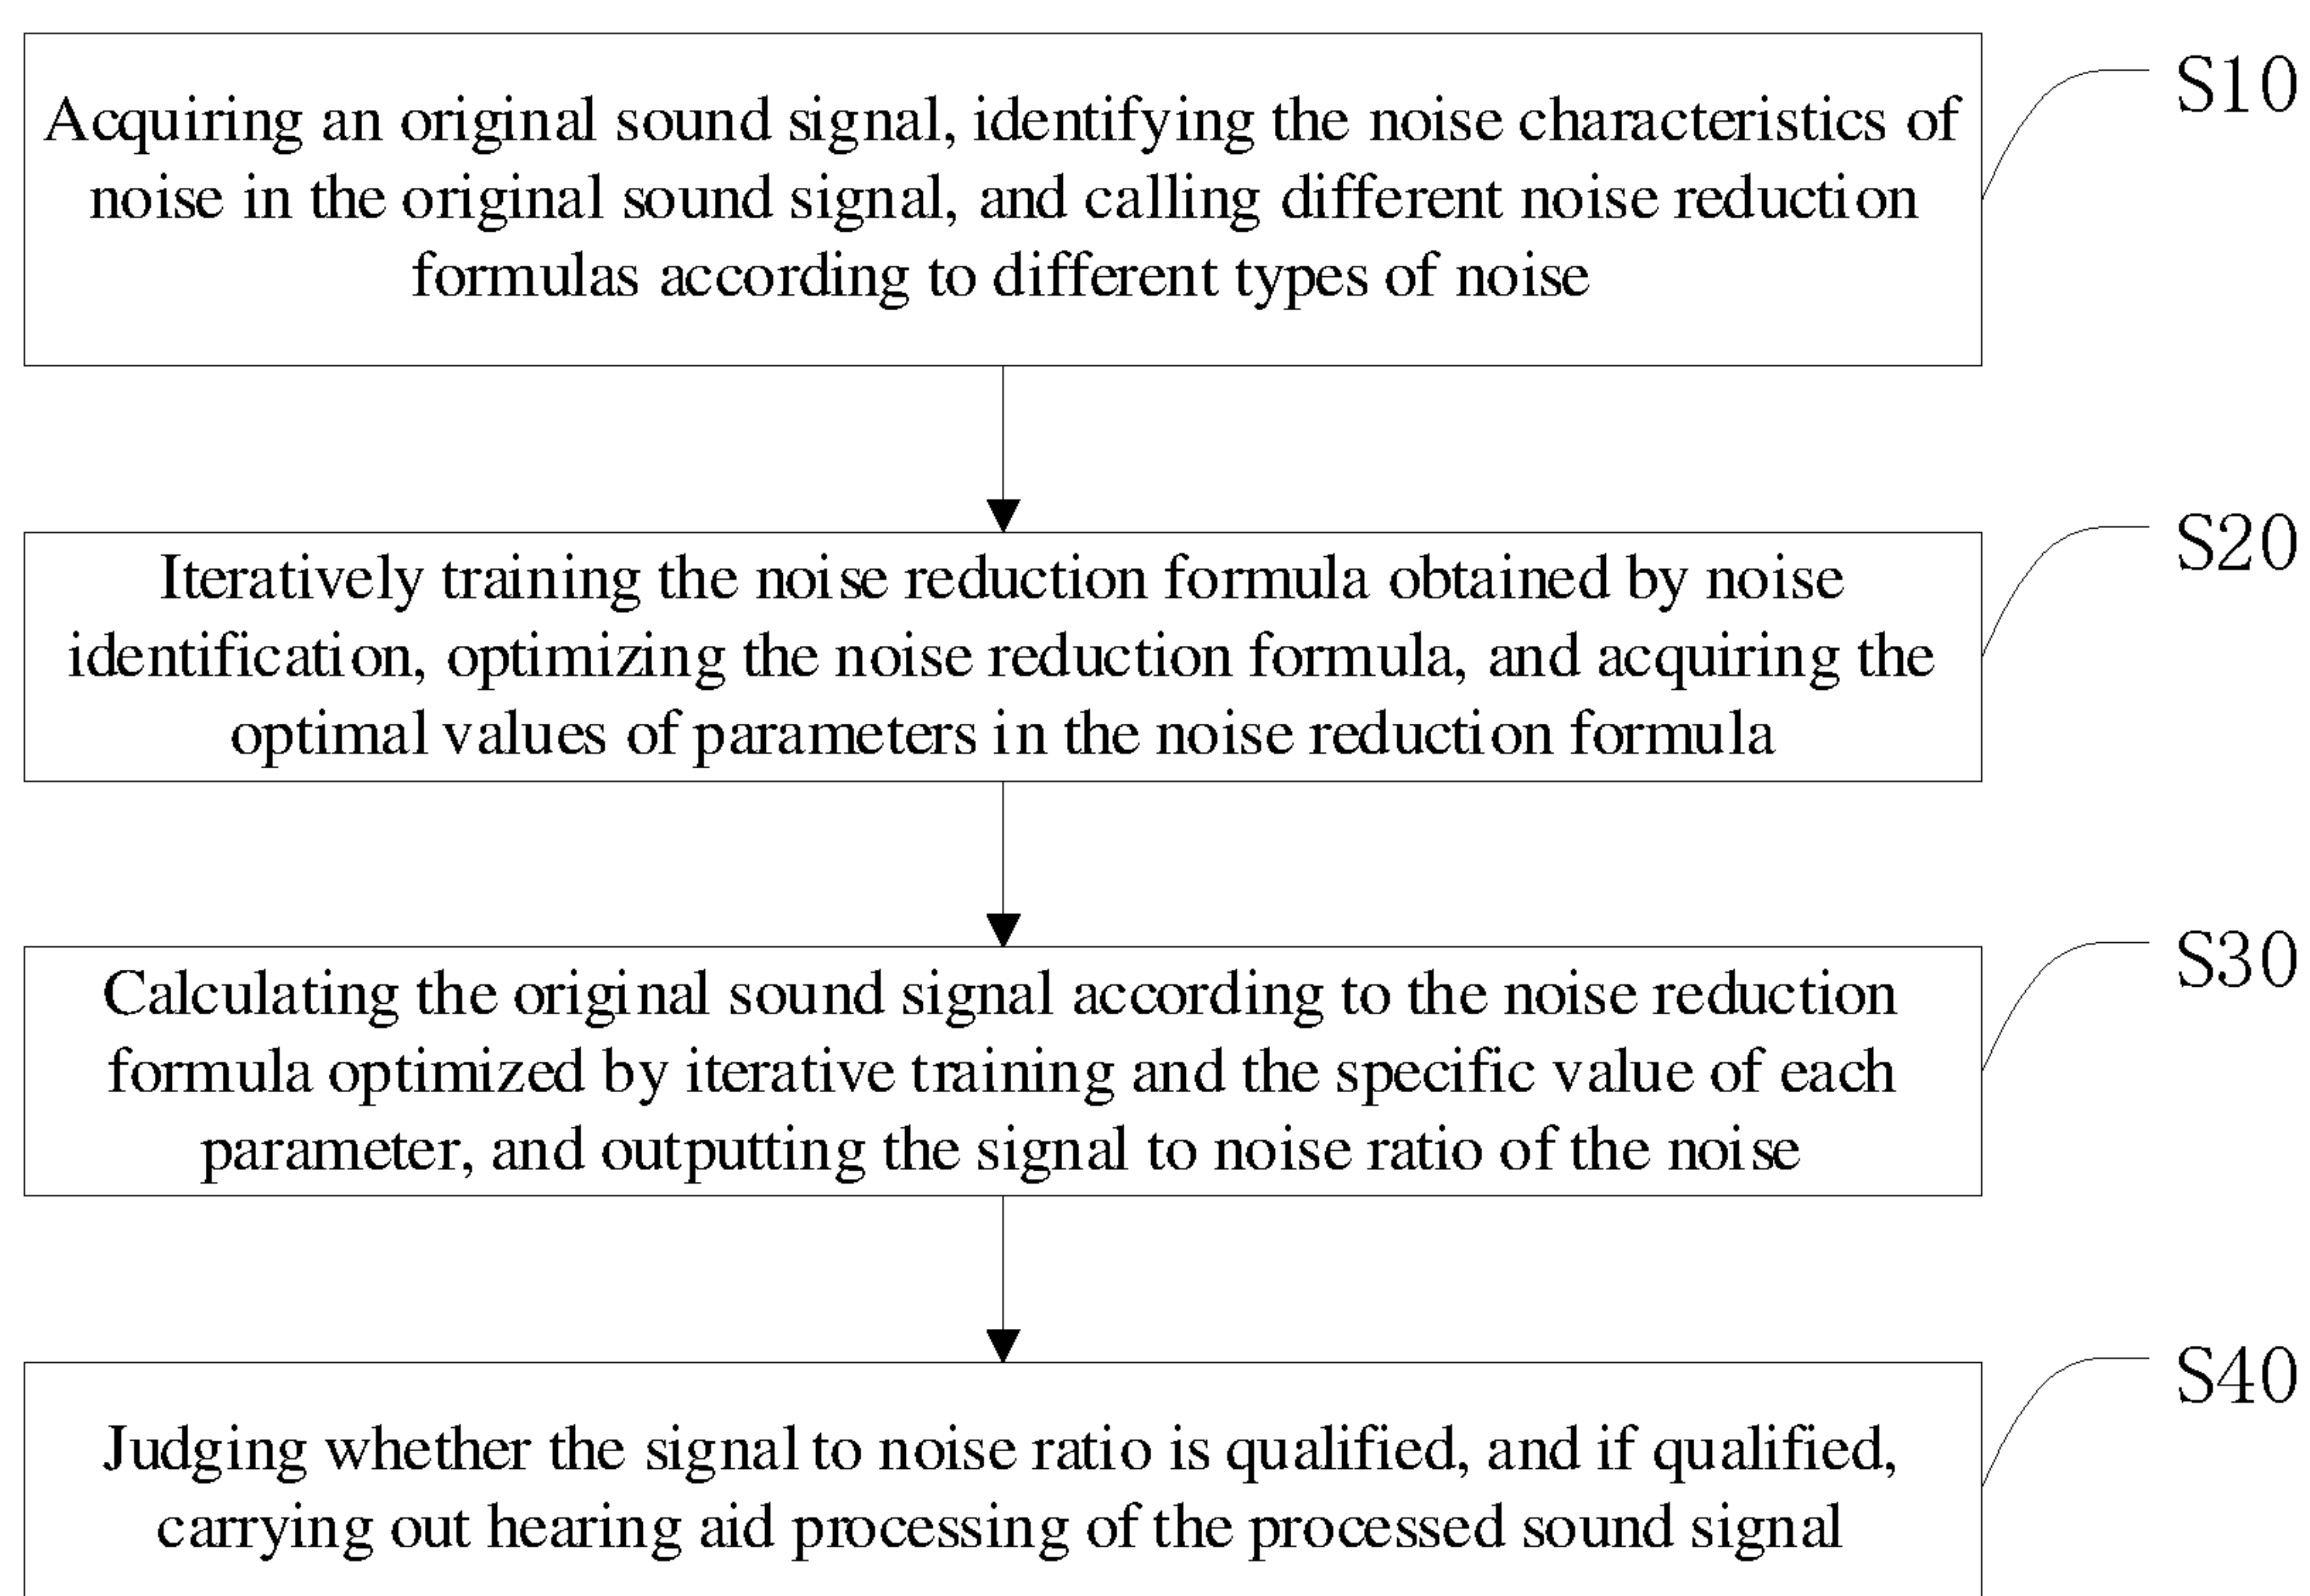 Acquiring an original sound signal, identifying the noise characteristics of
noise in the original sound signal, and calling different noise reduction
formulas according to different types of noise
S10
Iteratively training the noise reduction formula obtained by noise
identification, optimizing the noise reduction formula, and acquiring the
optimal values of parameters in the noise reduction formula
S20
Calculating the original sound signal according to the noise reduction
formula optimized by iterative training and the specific value of each
parameter, and outputting the signal to noise ratio of the noise
S30
Judging whether the signal to noise ratio is qualified, and if qualified,
carrying out hearing aid processing of the processed sound signal
S40